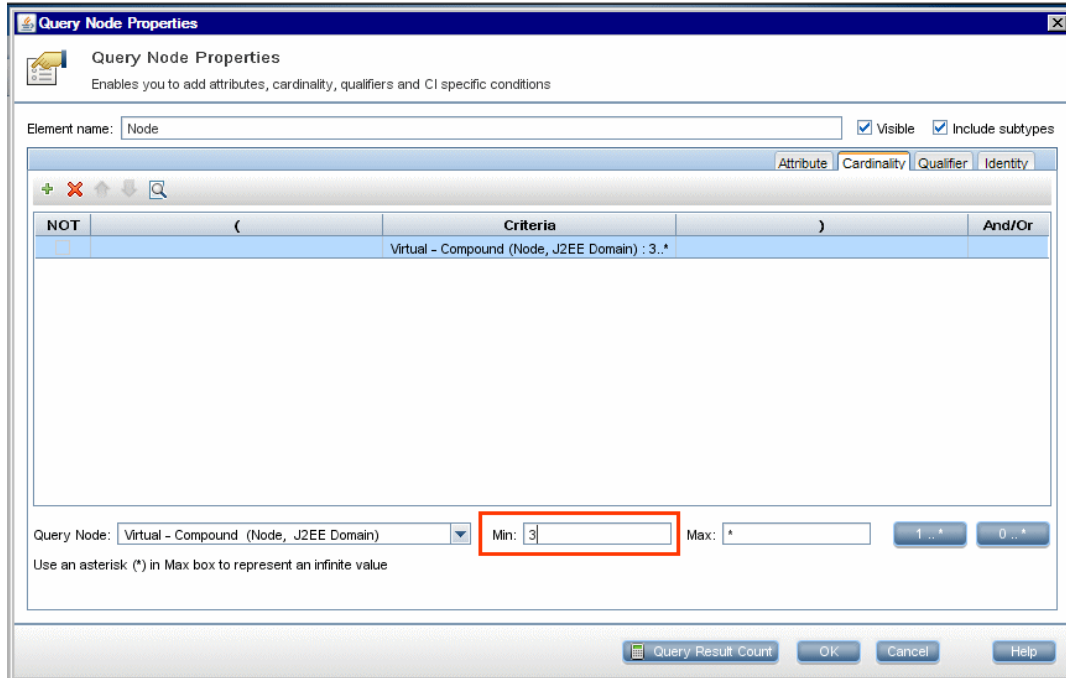 Query Node Properties
Query Node Properties
Enables you to add attributes, cardinality, qualifiers and CI specific conditions
Element name: Node Visible Include subtypes
Attribute Cardinality Qualifier Identity
NOT ( Criteria ) And/Or
Virtual - Compound (Node, J2EE Domain) : 3..*
Query Node: Virtual - Compound (Node, J2EE Domain) Min: 3 Max: * 1 ..* 0 ..*
Use an asterisk (*) in Max box to represent an infinite value
Query Result Count OK Cancel Help